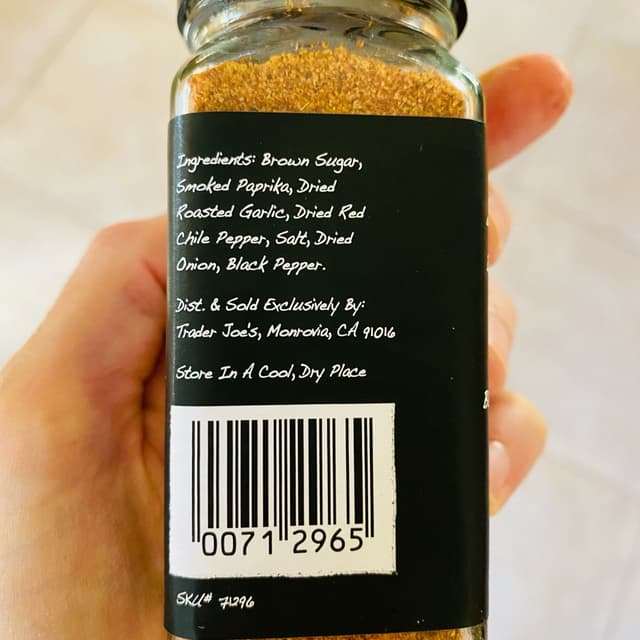 Ingredients: Brown Sugar,
Smoked Paprika, Dried
Roasted Garlic, Dried Red
Chile Pepper, Salt, Dried
Onion, Black Pepper.
Dist. & Sold Exclusively By:
Trader Joe's, Monrovia, CA 91016
Store In A Cool, Dry Place
0071 2965
SKU# 71296